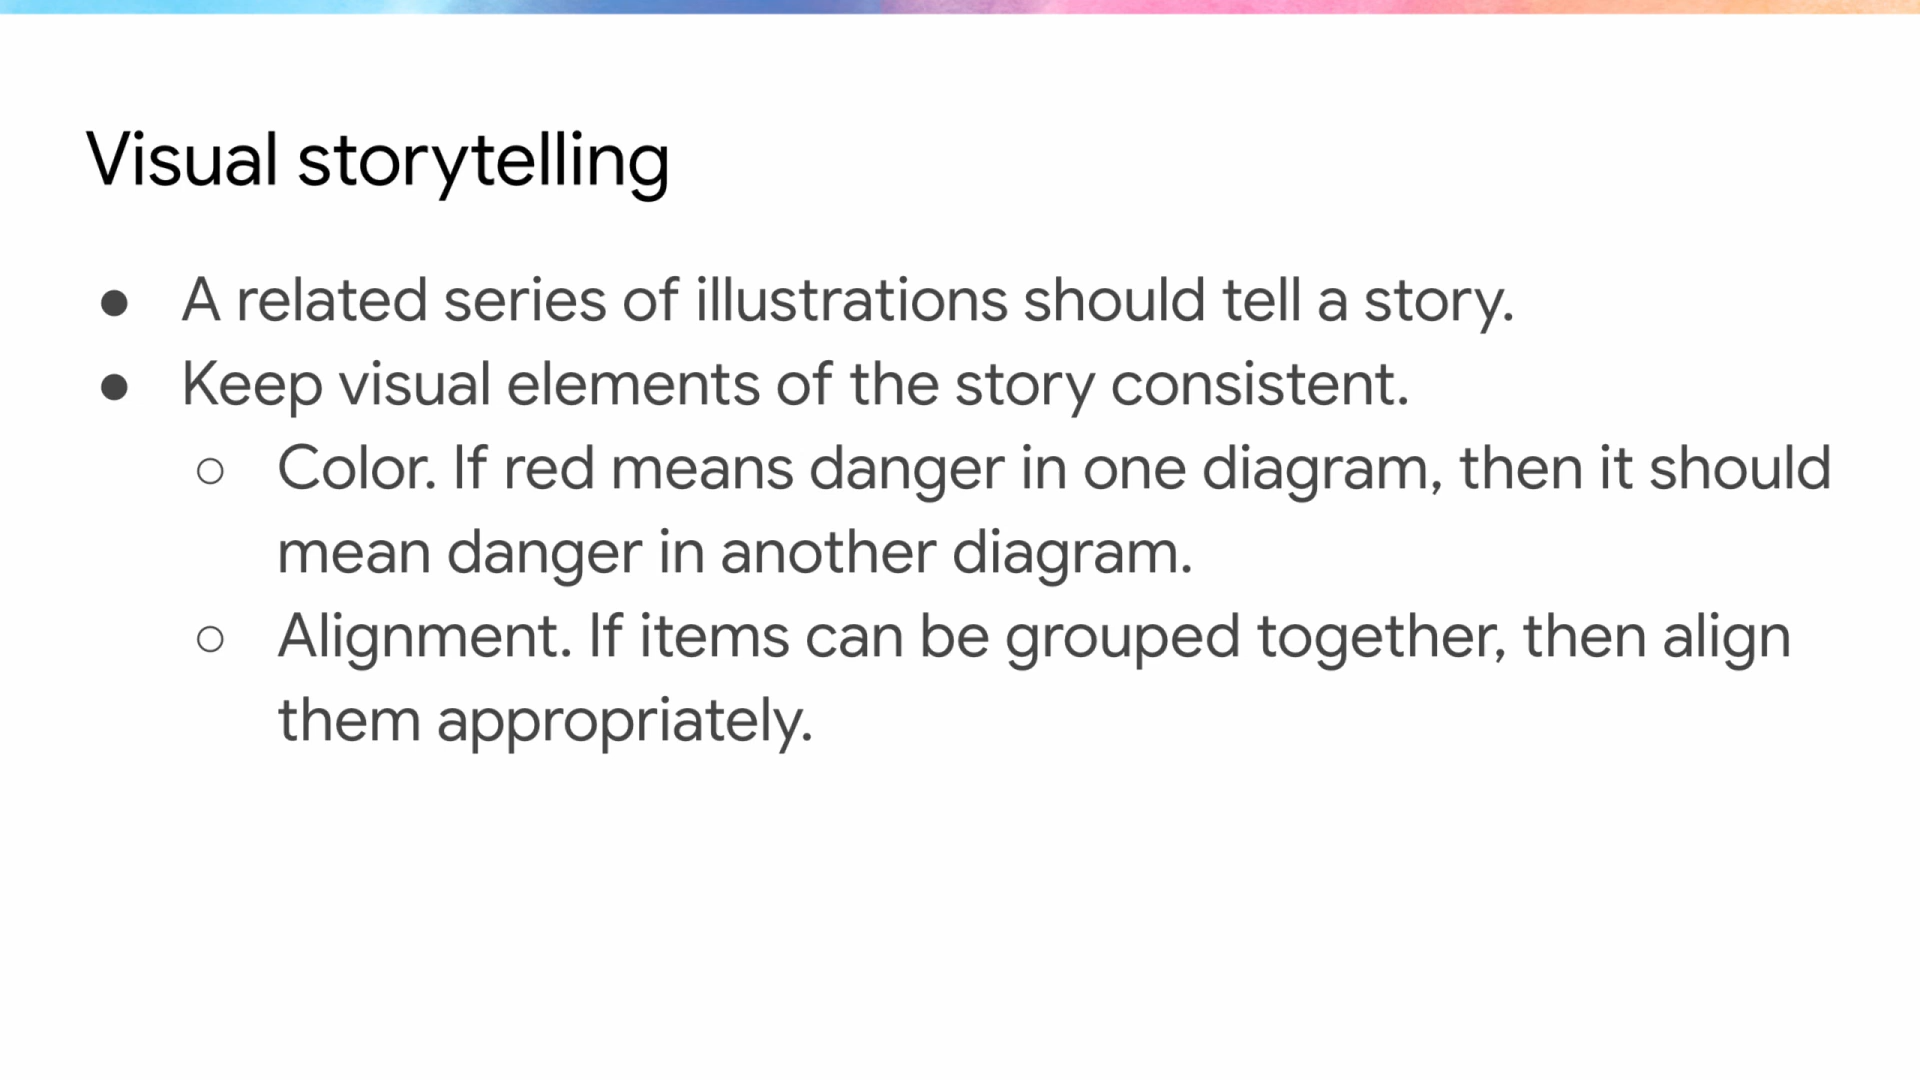 Visual storytelling
● A related series of illustrations should tell a story.
● Keep visual elements of the story consistent.
○ Color. If red means danger in one diagram, then it should
mean danger in another diagram.
○ Alignment. If items can be grouped together, then align
them appropriately.